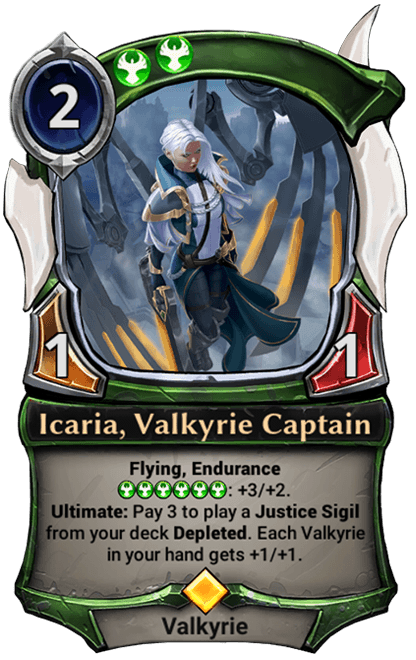 2
1
1
Icaria, Valkyrie Captain
Flying, Endurance
: +3/+2.
Ultimate: Pay 3 to play a Justice Sigil
from your deck Depleted. Each Valkyrie
in your hand gets +1/+1.
Valkyrie